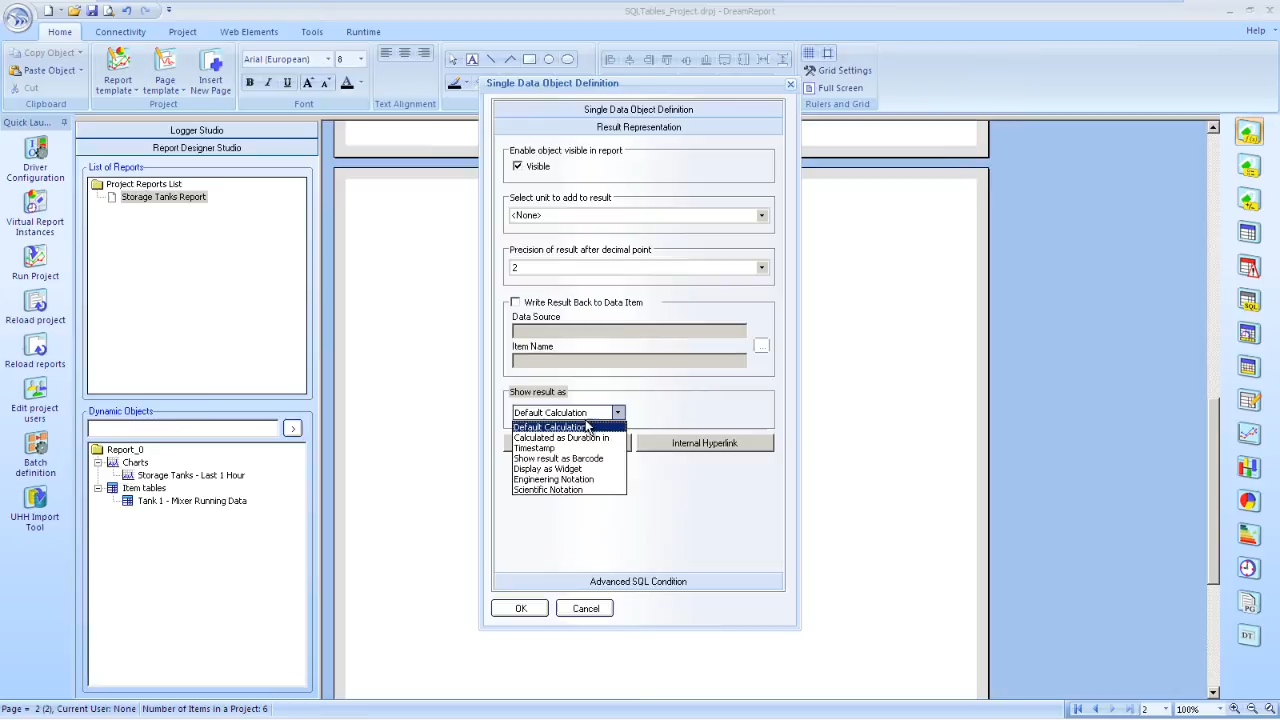 SQLTables_Project.drpj - DreamReport
Home
Connectivity
Project
Web Elements
Tools
Runtime
Help
Copy Object
Paste Object
Cut
Clipboard
Report template
Page template
Insert New Page
Project
Arial (European)
8
B I U A A A
Font
Text Alignment
Grid Settings
Full Screen
Rulers and Grid
Quick Lau...
Driver Configuration
Virtual Report Instances
Run Project
Reload project
Reload reports
Edit project users
Batch definition
UHH Import Tool
Logger Studio
Report Designer Studio
List of Reports
Project Reports List
Storage Tanks Report
Dynamic Objects
>
Report_0
Charts
Storage Tanks - Last 1 Hour
Item tables
Tank 1 - Mixer Running Data
Single Data Object Definition
Single Data Object Definition
Result Representation
Enable object visible in report
Visible
Select unit to add to result
<None>
Precision of result after decimal point
2
Write Result Back to Data Item
Data Source
Item Name
...
Show result as
Default Calculation
Default Calculation
Calculated as Duration in
Timestamp
Show result as Barcode
Display as Widget
Engineering Notation
Scientific Notation
Internal Hyperlink
Advanced SQL Condition
OK
Cancel
SQL
PG
DT
Page = 2 (2), Current User: None
Number of Items in a Project: 6
2
100%